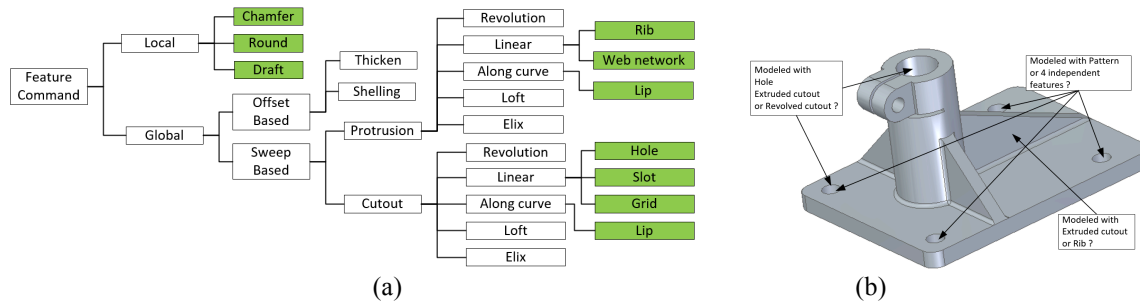 Feature
Command
Local
Global
Chamfer
Round
Draft
Offset
Based
Sweep
Based
Thicken
Shelling
Protrusion
Cutout
Revolution
Linear
Along curve
Loft
Elix
Rib
Web network
Lip
Revolution
Linear
Along curve
Loft
Elix
Hole
Slot
Grid
Lip
(a)
Modeled with
Hole
Extruded cutout
or Revolved cutout ?
Modeled with Pattern
or 4 independent
features ?
Modeled with
Extruded cutout
or Rib ?
(b)